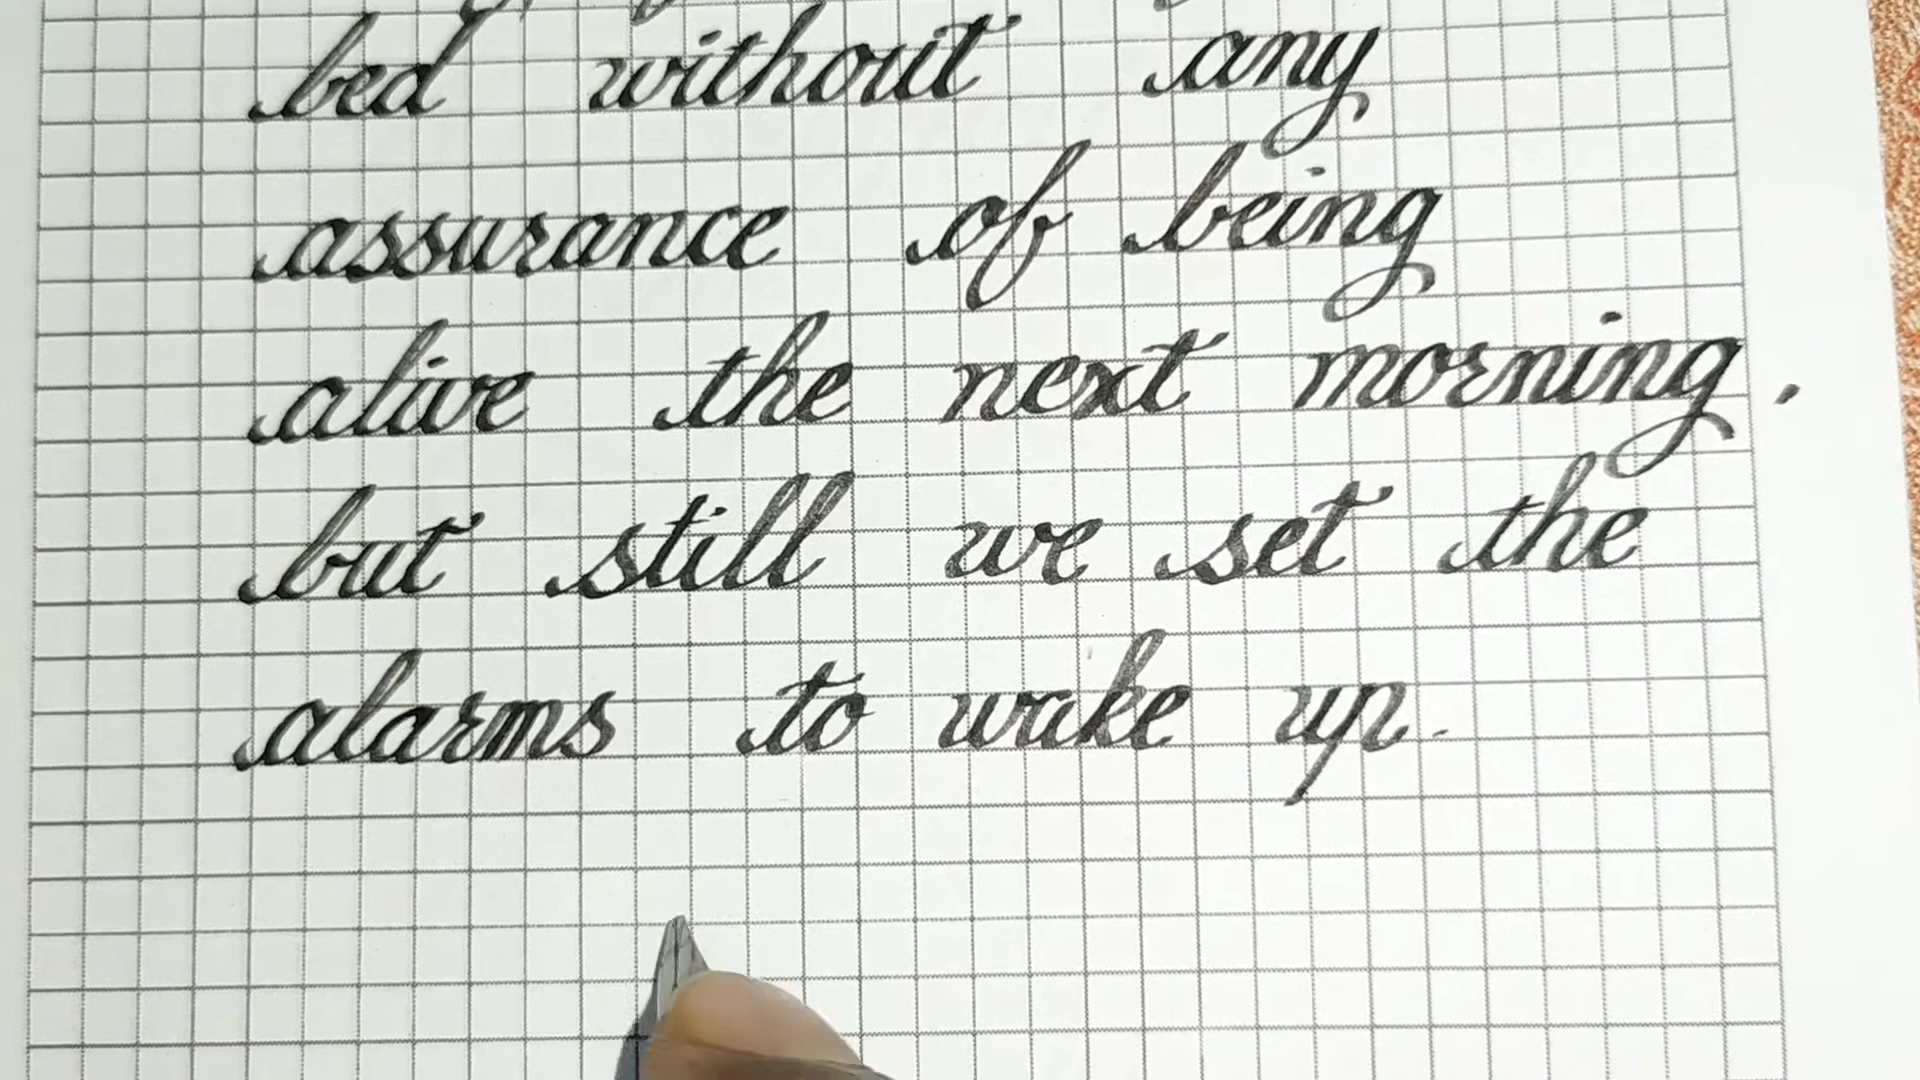 bed without any
assurance of being
alive the next morning,
but still we set the
alarms to wake up.